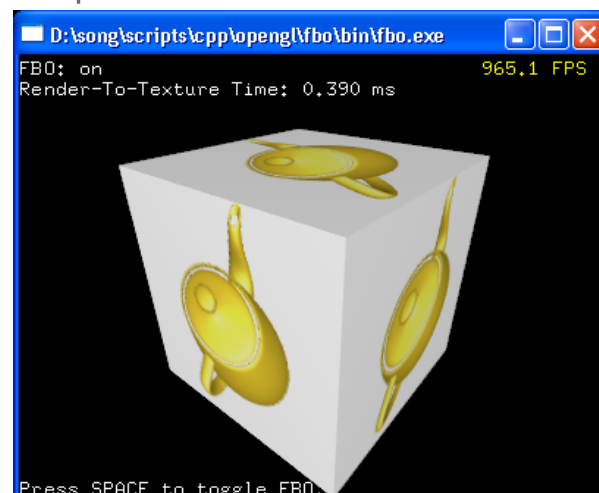 D:\song\scripts\cpp\opengl\fbo\bin\fbo.exe
FBO: on 965.1 FPS
Render-To-Texture Time: 0.390 ms
Press SPACE to toggle FBO.